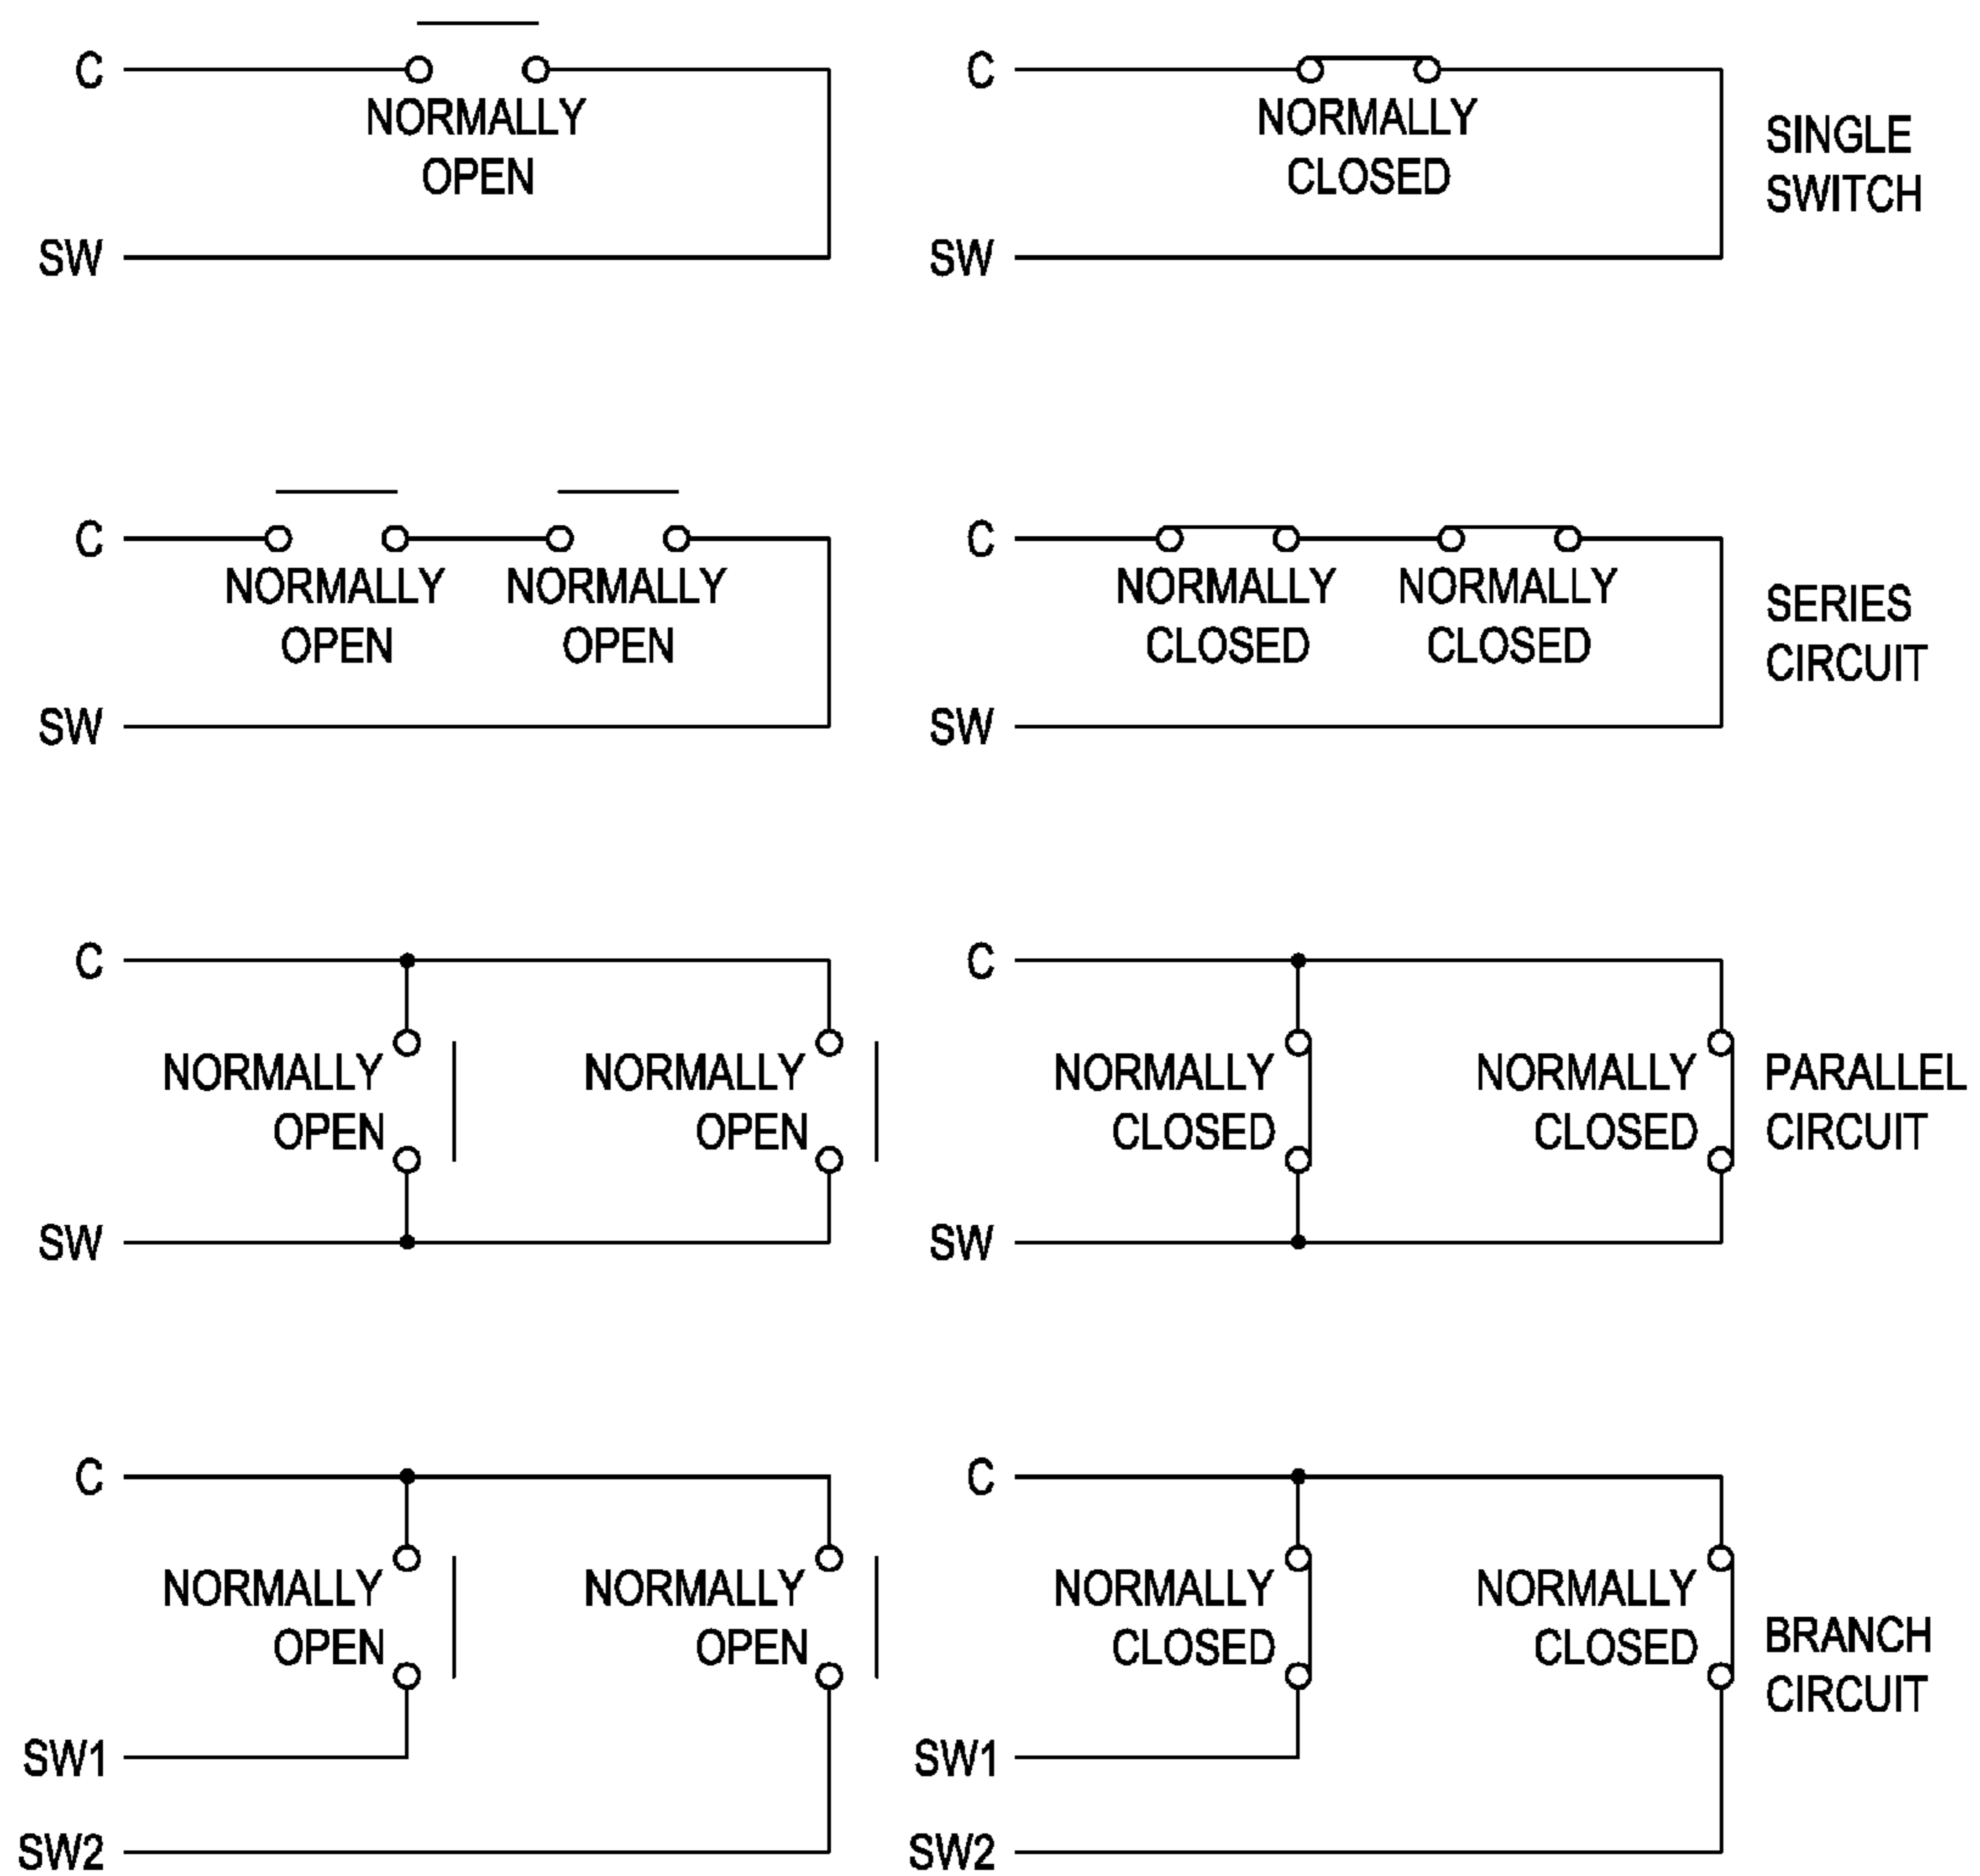 C
NORMALLY
OPEN
SW
C
NORMALLY
CLOSED
SW
SINGLE
SWITCH
C
NORMALLY NORMALLY
OPEN OPEN
SW
C
NORMALLY NORMALLY
CLOSED CLOSED
SW
SERIES
CIRCUIT
C
NORMALLY NORMALLY
OPEN OPEN
SW
C
NORMALLY NORMALLY
CLOSED CLOSED
SW
PARALLEL
CIRCUIT
C
NORMALLY NORMALLY
OPEN OPEN
SW1
SW2
C
NORMALLY NORMALLY
CLOSED CLOSED
SW1
SW2
BRANCH
CIRCUIT